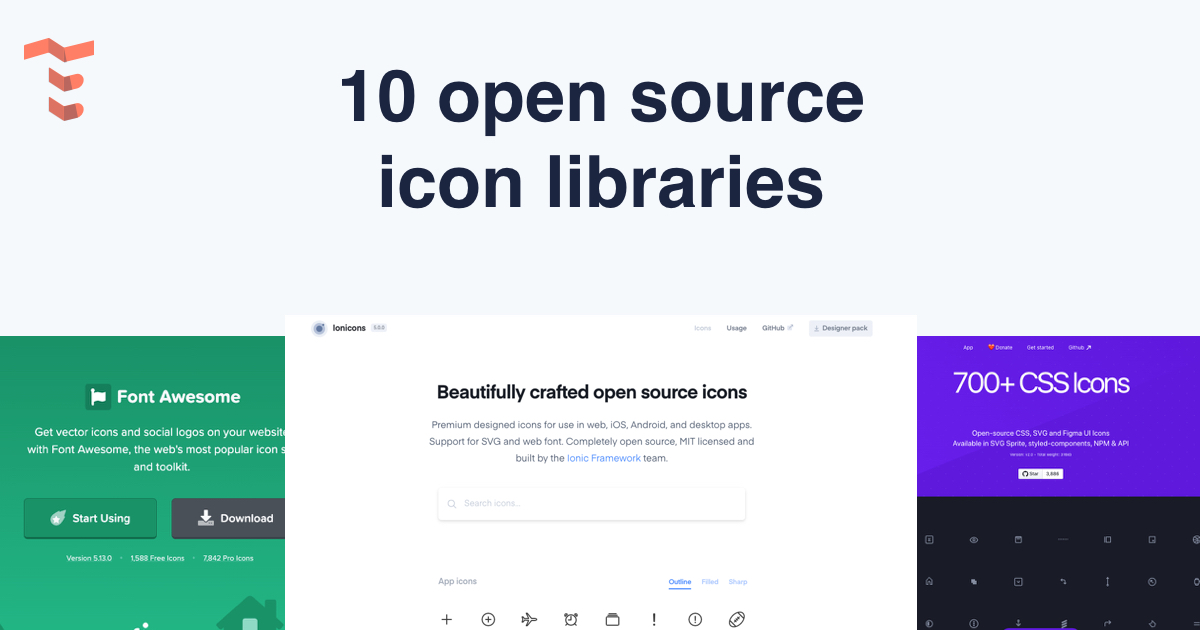 10 open source
icon libraries
Font Awesome
Get vector icons and social logos on your website
with Font Awesome, the web's most popular icon s
and toolkit.
Start Using
Download
Version 5.13.0 · 1,588 Free Icons · 7,842 Pro Icons
Ionicons 5.0.0
Icons Usage GitHub Designer pack
Beautifully crafted open source icons
Premium designed icons for use in web, iOS, Android, and desktop apps.
Support for SVG and web font. Completely open source, MIT licensed and
built by the Ionic Framework team.
Search icons...
App icons
Outline Filled Sharp
App Donate Get started Github
700+ CSS Icons
Open-source CSS, SVG and Figma UI Icons
Available in SVG Sprite, styled-components, NPM & API
Star 3,886